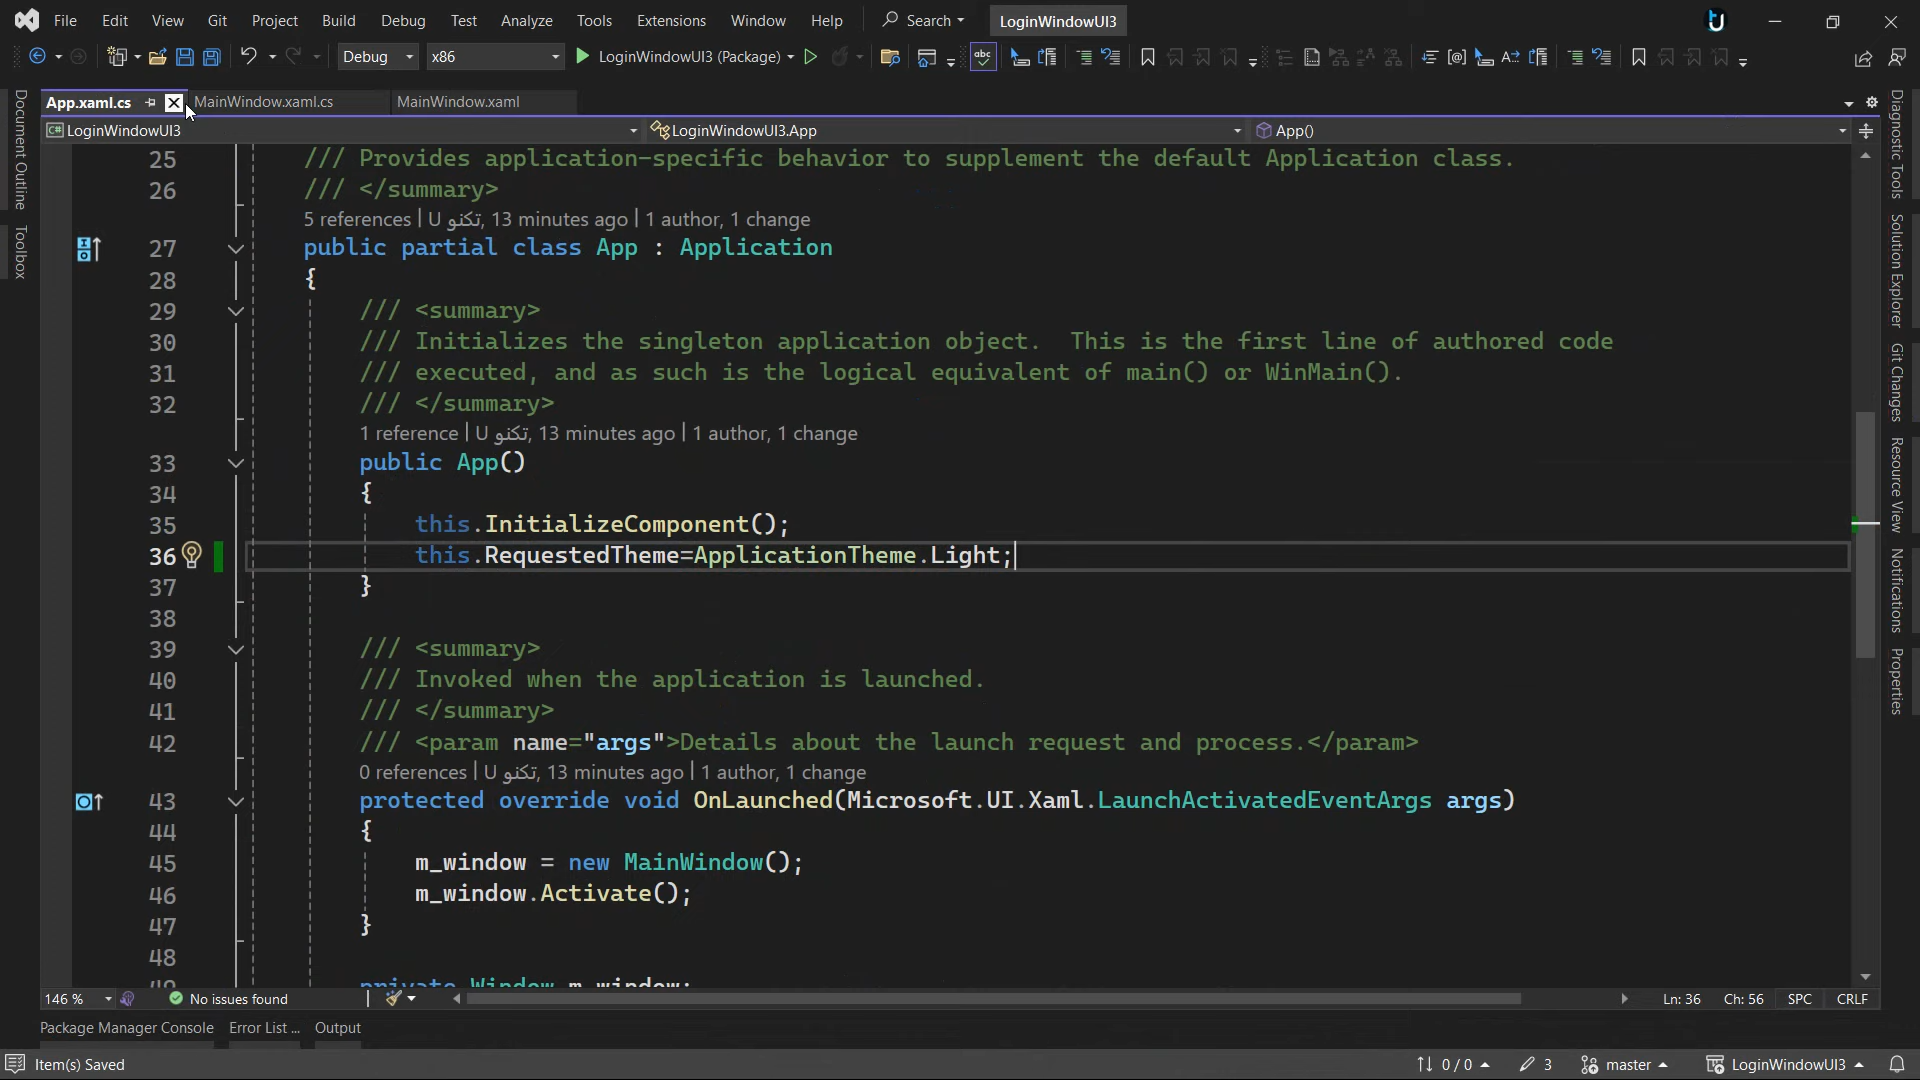 File Edit View Git Project Build Debug Test Analyze Tools Extensions Window Help Search LoginWindowUI3
Debug x86 LoginWindowUI3 (Package)
App.xaml.cs MainWindow.xaml.cs MainWindow.xaml
LoginWindowUI3 LoginWindowUI3.App App()
Document Outline
Toolbox
25 /// Provides application-specific behavior to supplement the default Application class.
26 /// </summary>
5 references | U تكنو, 13 minutes ago | 1 author, 1 change
27 public partial class App : Application
28 {
29 /// <summary>
30 /// Initializes the singleton application object.  This is the first line of authored code
31 /// executed, and as such is the logical equivalent of main() or WinMain().
32 /// </summary>
1 reference | U تكنو, 13 minutes ago | 1 author, 1 change
33 public App()
34 {
35 this.InitializeComponent();
36 this.RequestedTheme=ApplicationTheme.Light;
37 }
38
39 /// <summary>
40 /// Invoked when the application is launched.
41 /// </summary>
42 /// <param name="args">Details about the launch request and process.</param>
0 references | U تكنو, 13 minutes ago | 1 author, 1 change
43 protected override void OnLaunched(Microsoft.UI.Xaml.LaunchActivatedEventArgs args)
44 {
45 m_window = new MainWindow();
46 m_window.Activate();
47 }
48
49 private Window m_window;
Diagnostic Tools
Solution Explorer
Git Changes
Resource View
Notifications
Properties
146 % No issues found Ln: 36 Ch: 56 SPC CRLF
Package Manager Console Error List ... Output
Item(s) Saved 0 / 0 3 master LoginWindowUI3